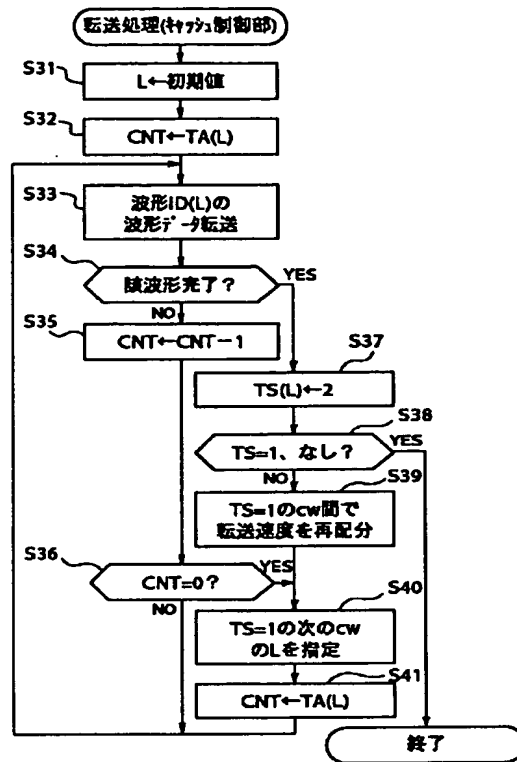 転送処理(ｷｬｯｼｭ制御部)
S31
L←初期値
S32
CNT←TA(L)
S33
波形ID(L)の
波形ﾃﾞｰﾀ転送
S34
該波形完了？
YES
NO
S35
CNT←CNT－1
S37
TS(L)←2
S38
TS=1、なし？
YES
NO
S39
TS=1のcw間で
転送速度を再配分
S36
CNT=0？
YES
NO
S40
TS=1の次のcw
のLを指定
S41
CNT←TA(L)
終了